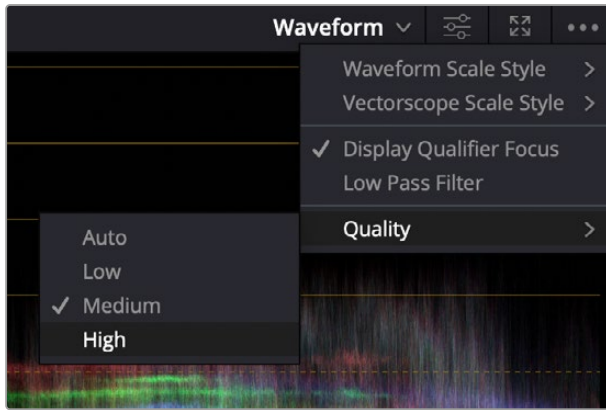 Waveform
Waveform Scale Style
Vectorscope Scale Style
Display Qualifier Focus
Low Pass Filter
Quality
Auto
Low
Medium
High